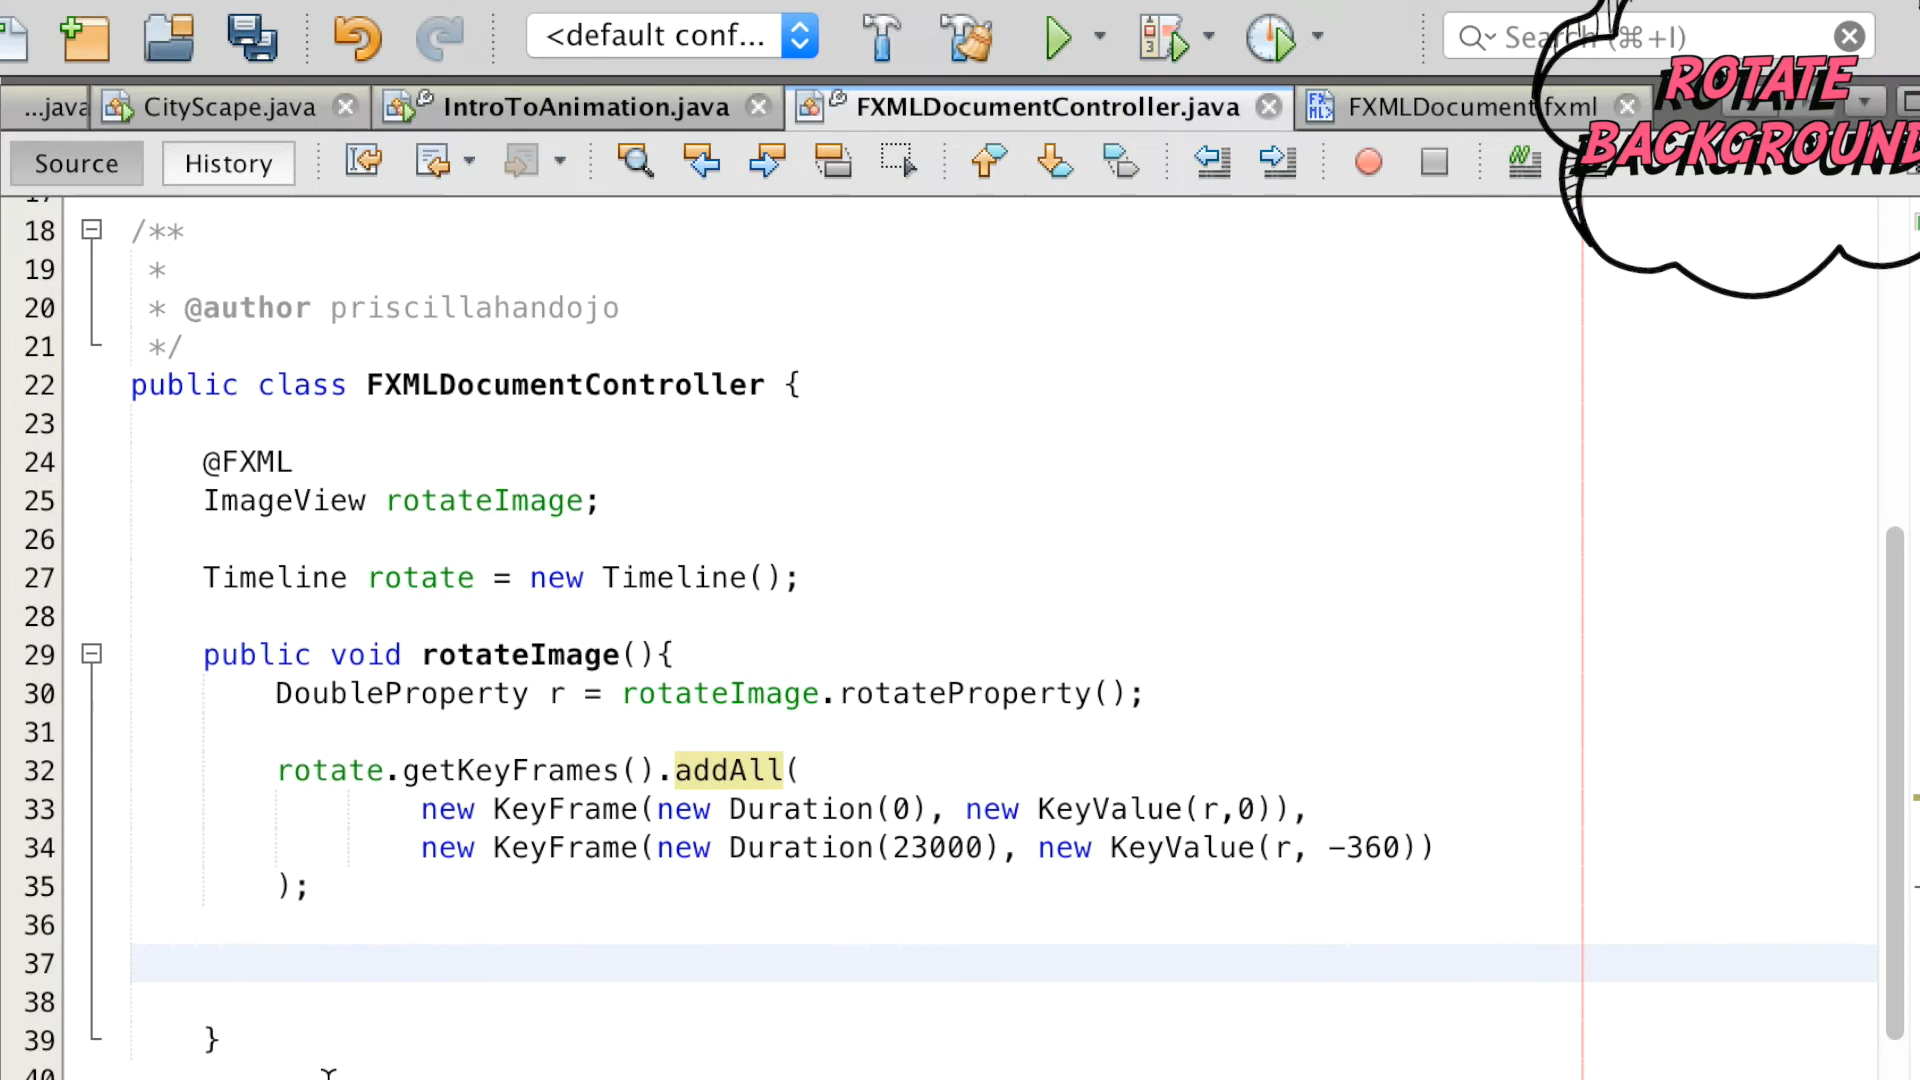 <default conf...
Search (⌘+I)
ROTATE
BACKGROUND
...java
CityScape.java
IntroToAnimation.java
FXMLDocumentController.java
FXMLDocument.fxml
Source
History
17
18 /**
19 *
20 * @author priscillahandojo
21 */
22 public class FXMLDocumentController {
23
24 @FXML
25 ImageView rotateImage;
26
27 Timeline rotate = new Timeline();
28
29 public void rotateImage(){
30 DoubleProperty r = rotateImage.rotateProperty();
31
32 rotate.getKeyFrames().addAll(
33 new KeyFrame(new Duration(0), new KeyValue(r,0)),
34 new KeyFrame(new Duration(23000), new KeyValue(r, -360))
35 );
36
37
38
39 }
40